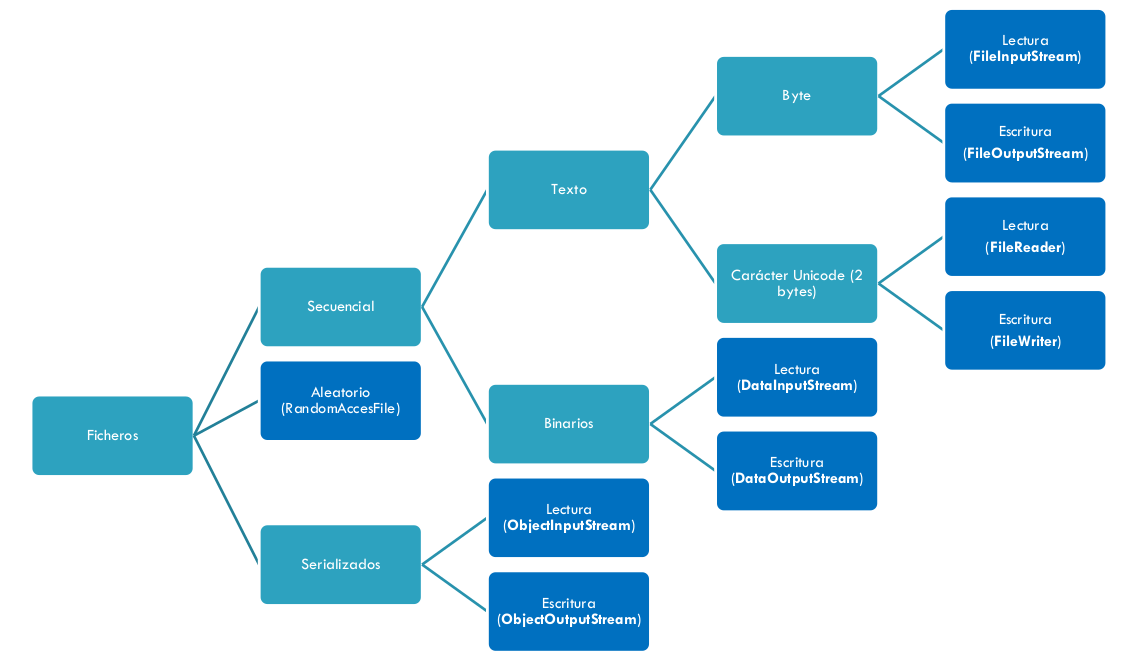 Ficheros
Secuencial
Texto
Byte
Lectura
(FileInputStream)
Escritura
(FileOutputStream)
Carácter Unicode (2
bytes)
Lectura
(FileReader)
Escritura
(FileWriter)
Binarios
Lectura
(DataInputStream)
Escritura
(DataOutputStream)
Aleatorio
(RandomAccesFile)
Serializados
Lectura
(ObjectInputStream)
Escritura
(ObjectOutputStream)